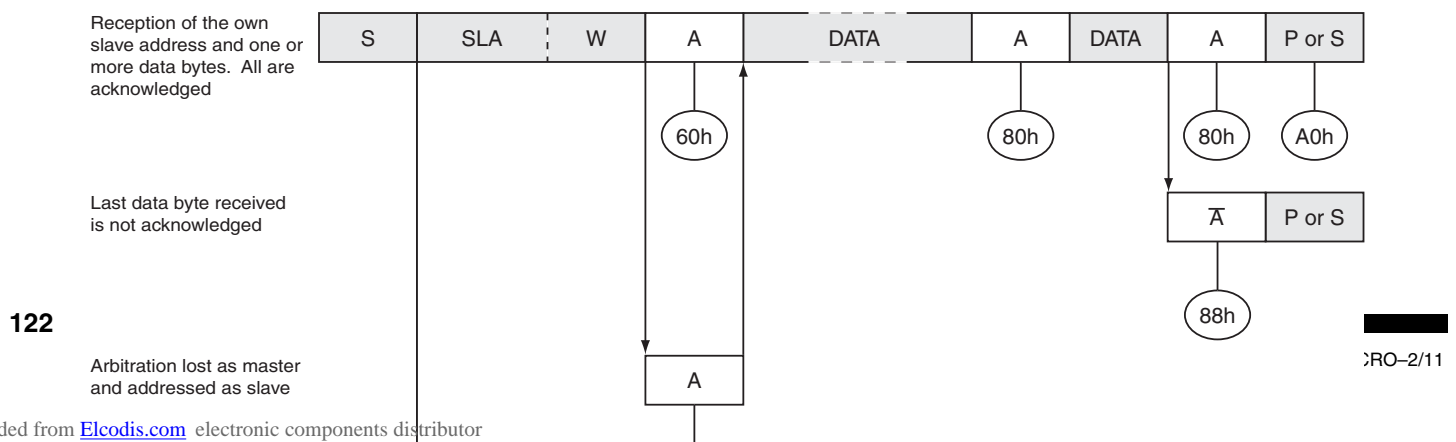 Reception of the own
slave address and one or
more data bytes. All are
acknowledged
S SLA W A DATA A DATA A P or S
60h 80h 80h A0h
Last data byte received
is not acknowledged
A̅ P or S
88h
122
CRO–2/11
Arbitration lost as master
and addressed as slave
A
ded from Elcodis.com electronic components distributor